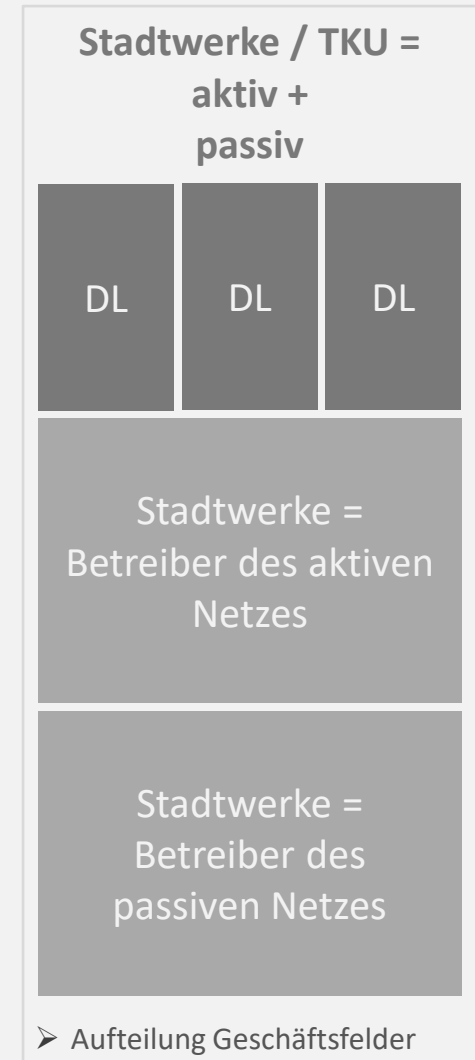 Stadtwerke / TKU =
aktiv +
passiv
DL DL DL
Stadtwerke =
Betreiber des aktiven
Netzes
Stadtwerke =
Betreiber des
passiven Netzes
➢ Aufteilung Geschäftsfelder